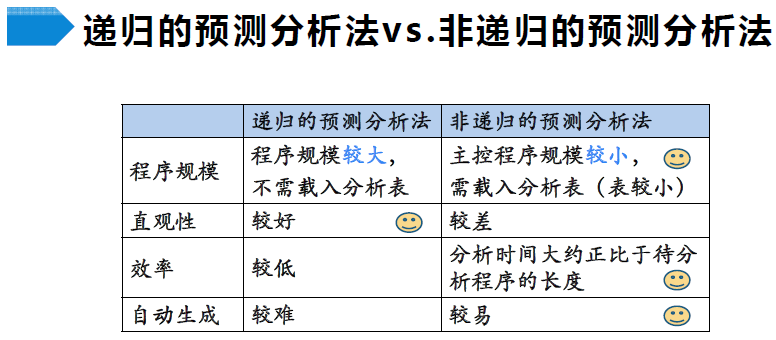 递归的预测分析法vs.非递归的预测分析法
递归的预测分析法 非递归的预测分析法
程序规模 程序规模较大， 主控程序规模较小，
不需载入分析表 需载入分析表（表较小）
直观性 较好 较差
效率 较低 分析时间大约正比于待分
析程序的长度
自动生成 较难 较易